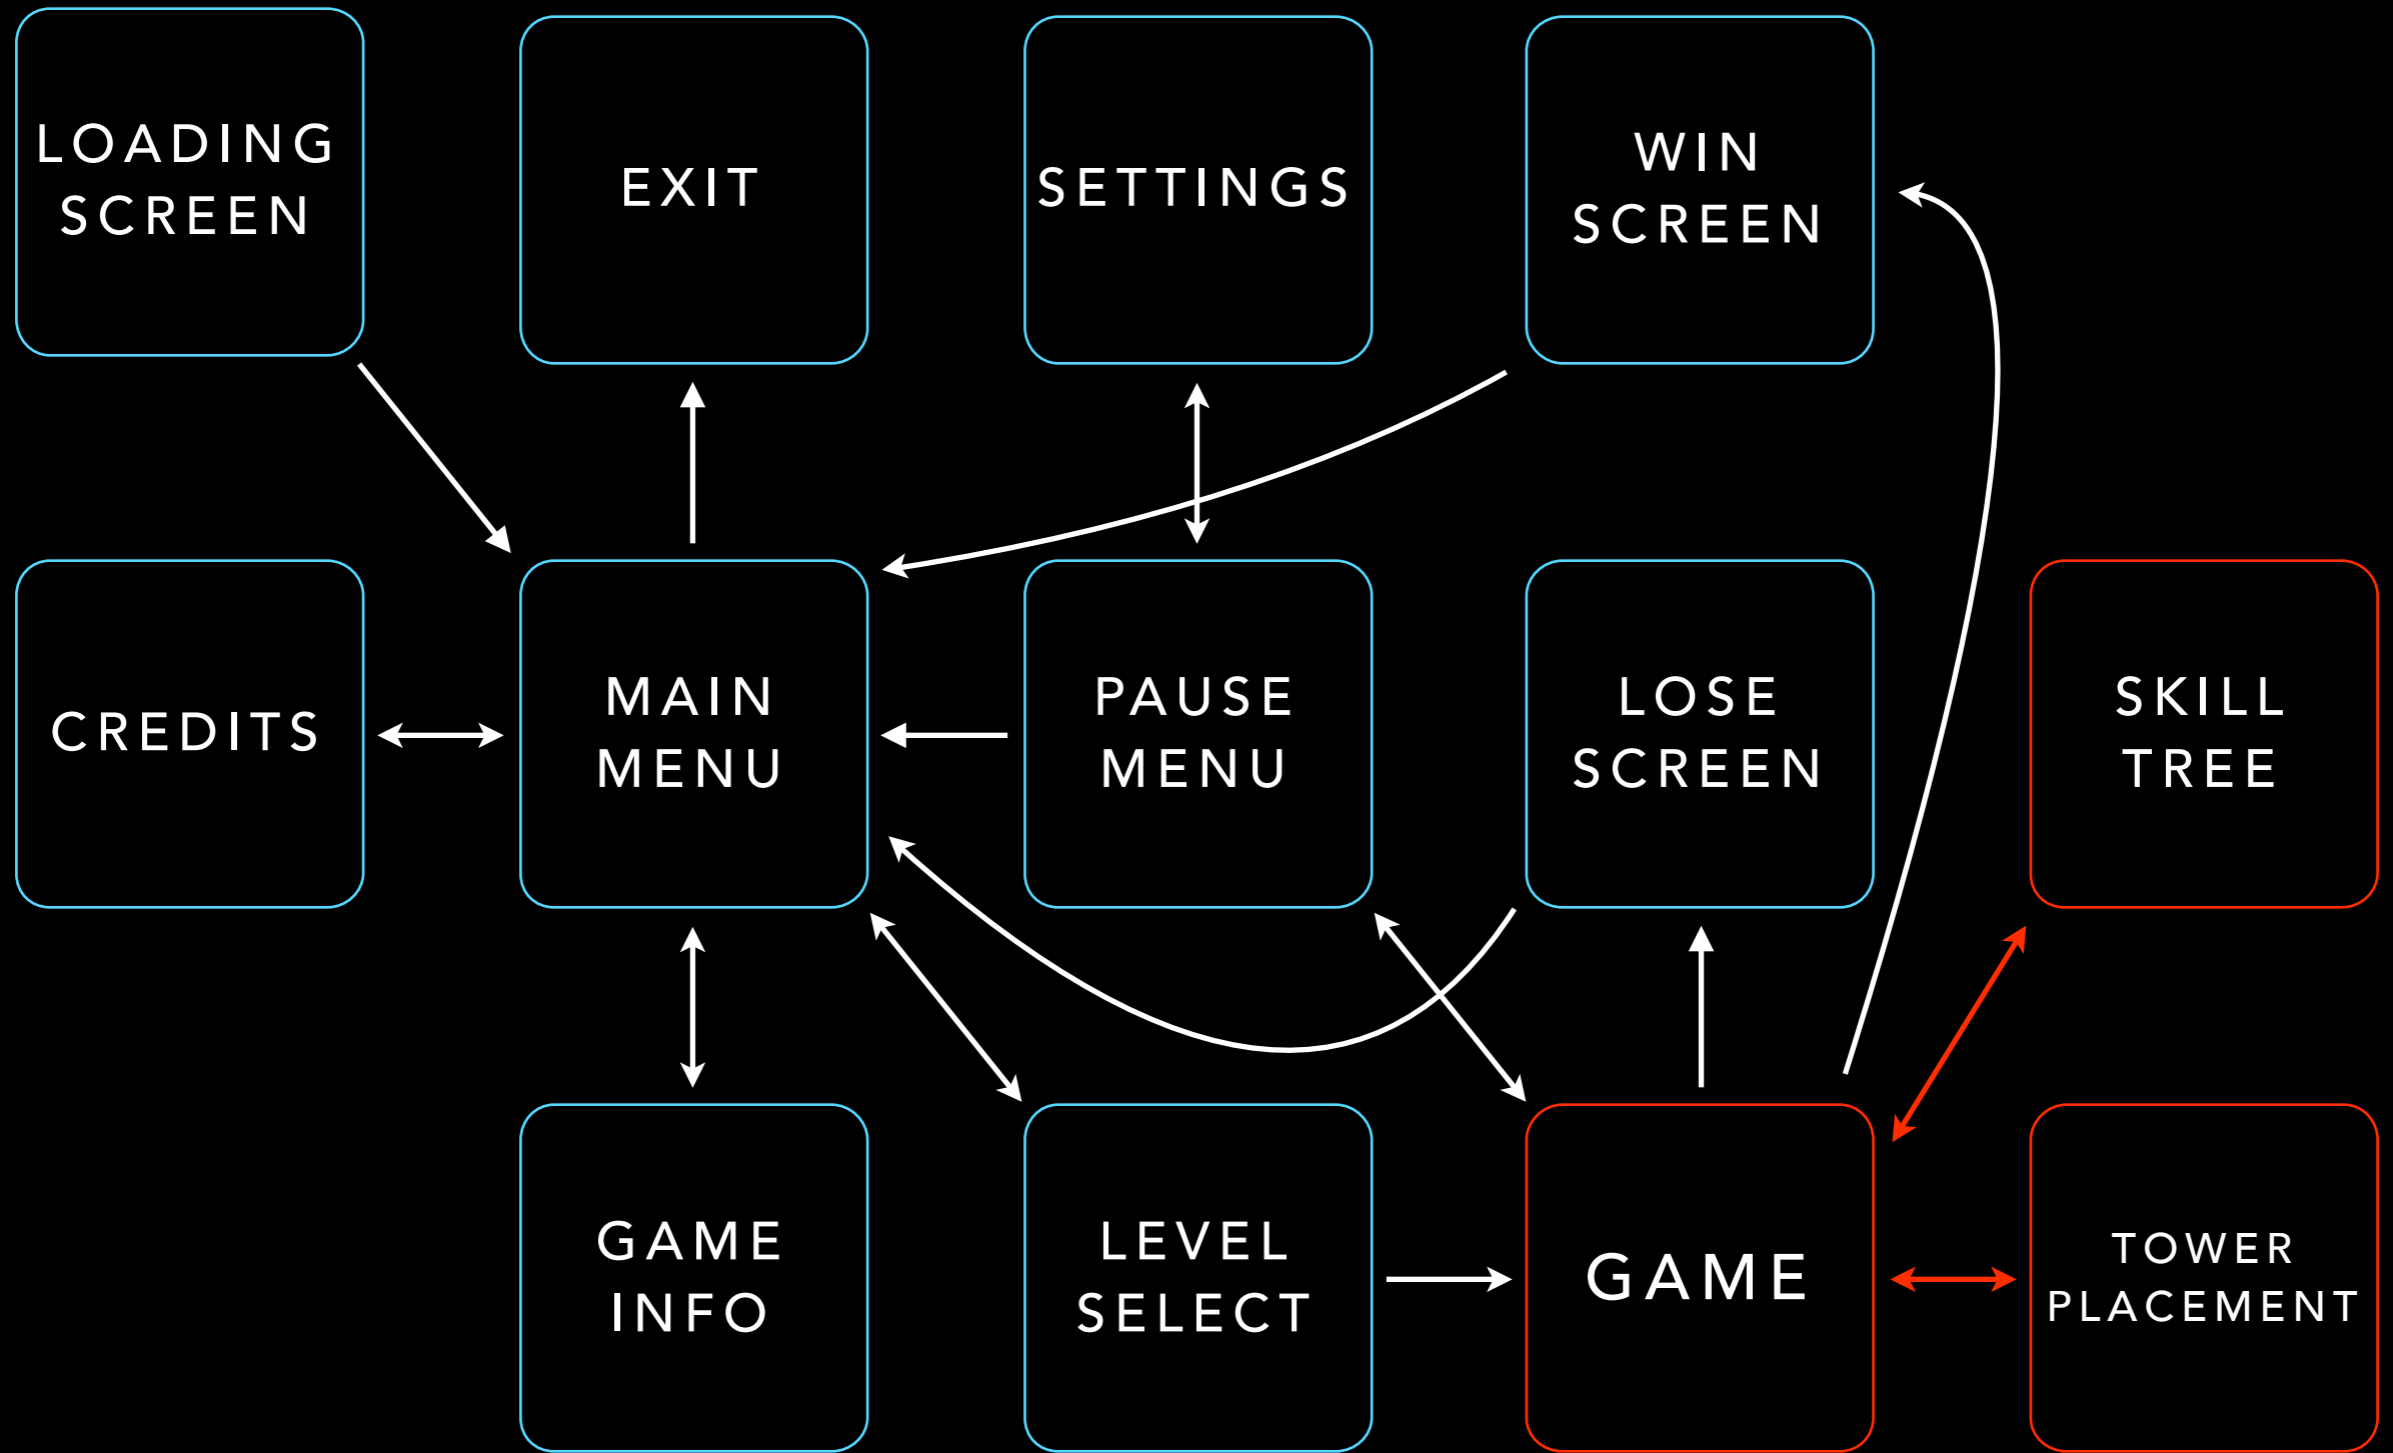 LOADING
SCREEN
EXIT
SETTINGS
WIN
SCREEN
CREDITS
MAIN
MENU
PAUSE
MENU
LOSE
SCREEN
SKILL
TREE
GAME
INFO
LEVEL
SELECT
GAME
TOWER
PLACEMENT